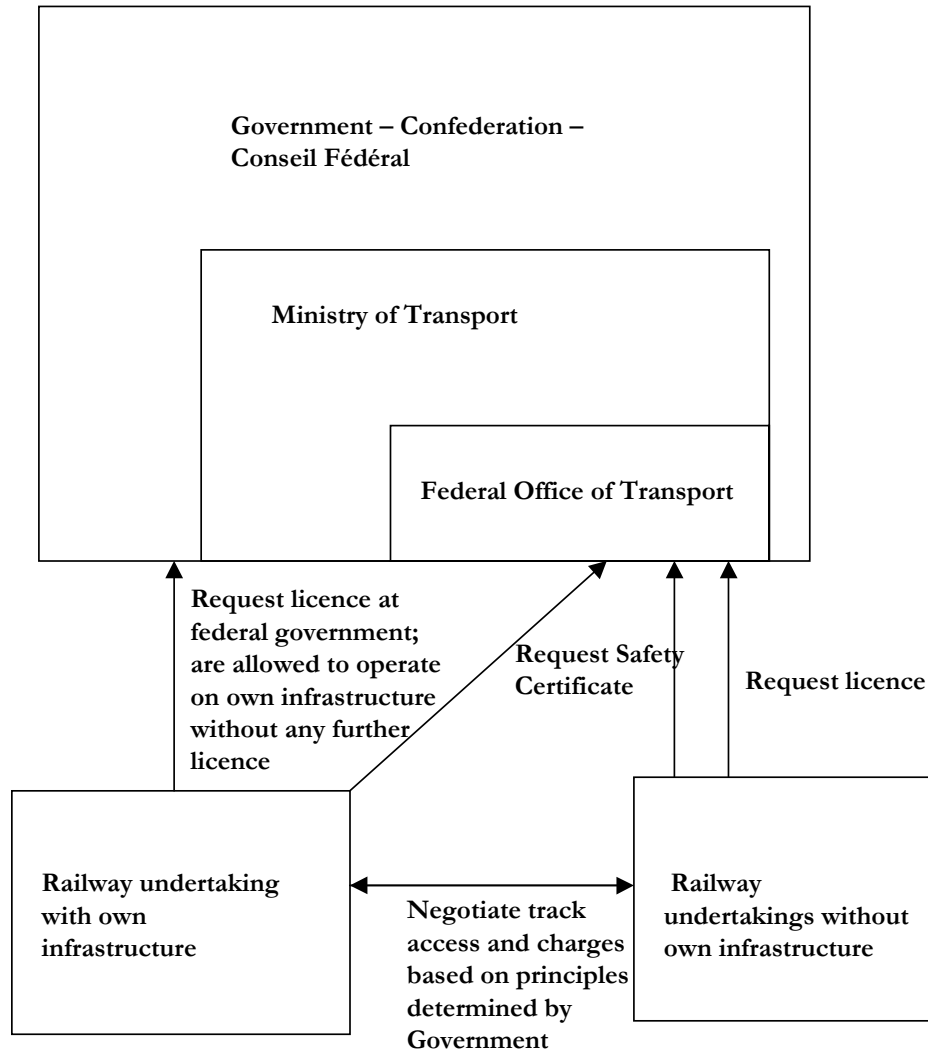 Government – Confederation –
Conseil Fédéral
Ministry of Transport
Federal Office of Transport
Request licence at
federal government;
are allowed to operate
on own infrastructure
without any further
licence
Request Safety
Certificate
Request licence
Railway undertaking
with own
infrastructure
Negotiate track
access and charges
based on principles
determined by
Government
Railway
undertakings without
own infrastructure